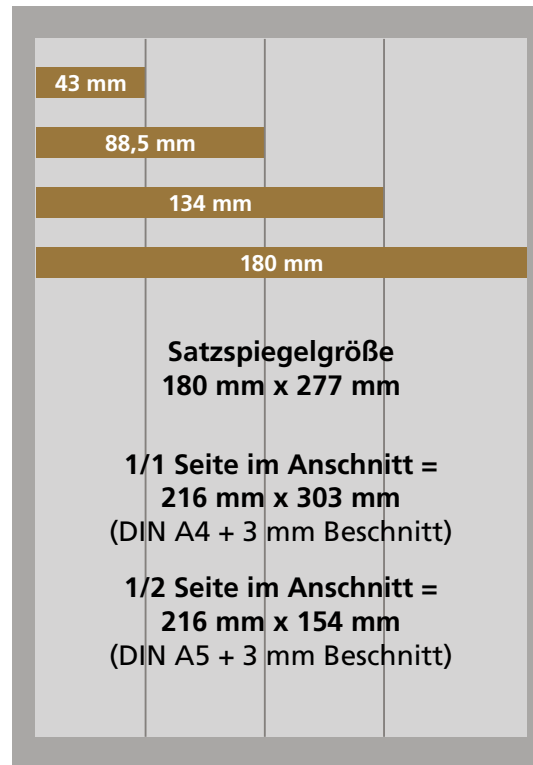 43 mm
88,5 mm
134 mm
180 mm
Satzspiegelgröße
180 mm x 277 mm
1/1 Seite im Anschnitt =
216 mm x 303 mm
(DIN A4 + 3 mm Beschnitt)
1/2 Seite im Anschnitt =
216 mm x 154 mm
(DIN A5 + 3 mm Beschnitt)